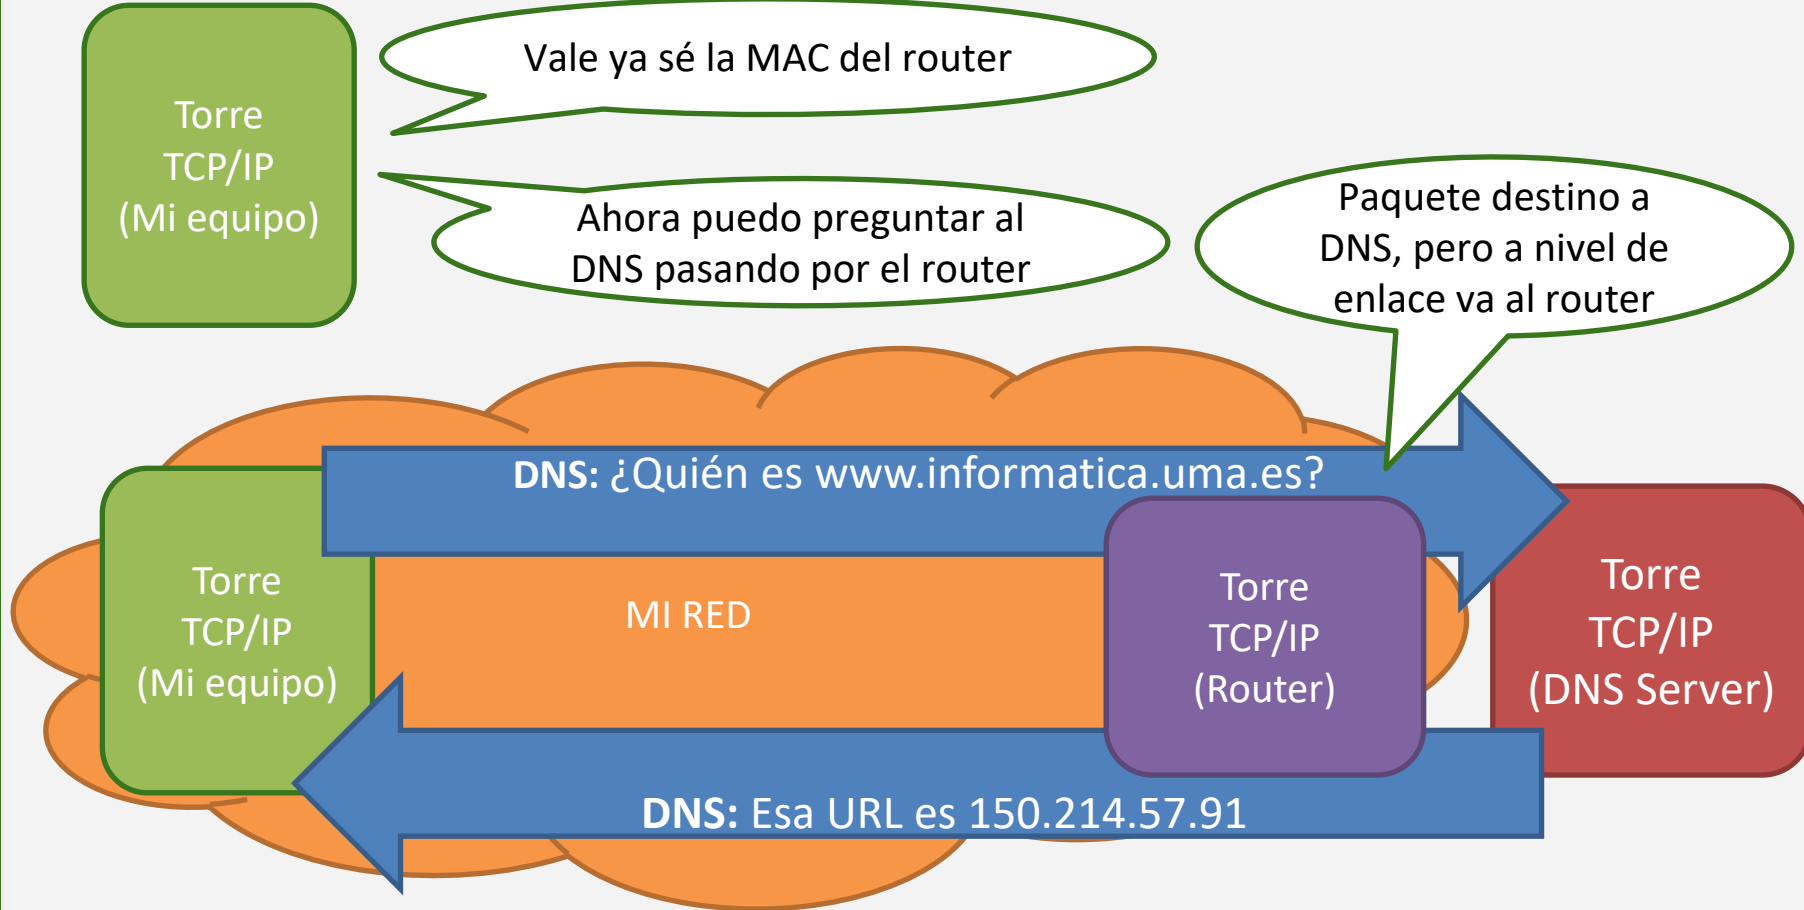 Torre
TCP/IP
(Mi equipo)
Vale ya sé la MAC del router
Ahora puedo preguntar al
DNS pasando por el router
Paquete destino a
DNS, pero a nivel de
enlace va al router
DNS: ¿Quién es www.informatica.uma.es?
Torre
TCP/IP
(Mi equipo)
MI RED
Torre
TCP/IP
(Router)
Torre
TCP/IP
(DNS Server)
DNS: Esa URL es 150.214.57.91